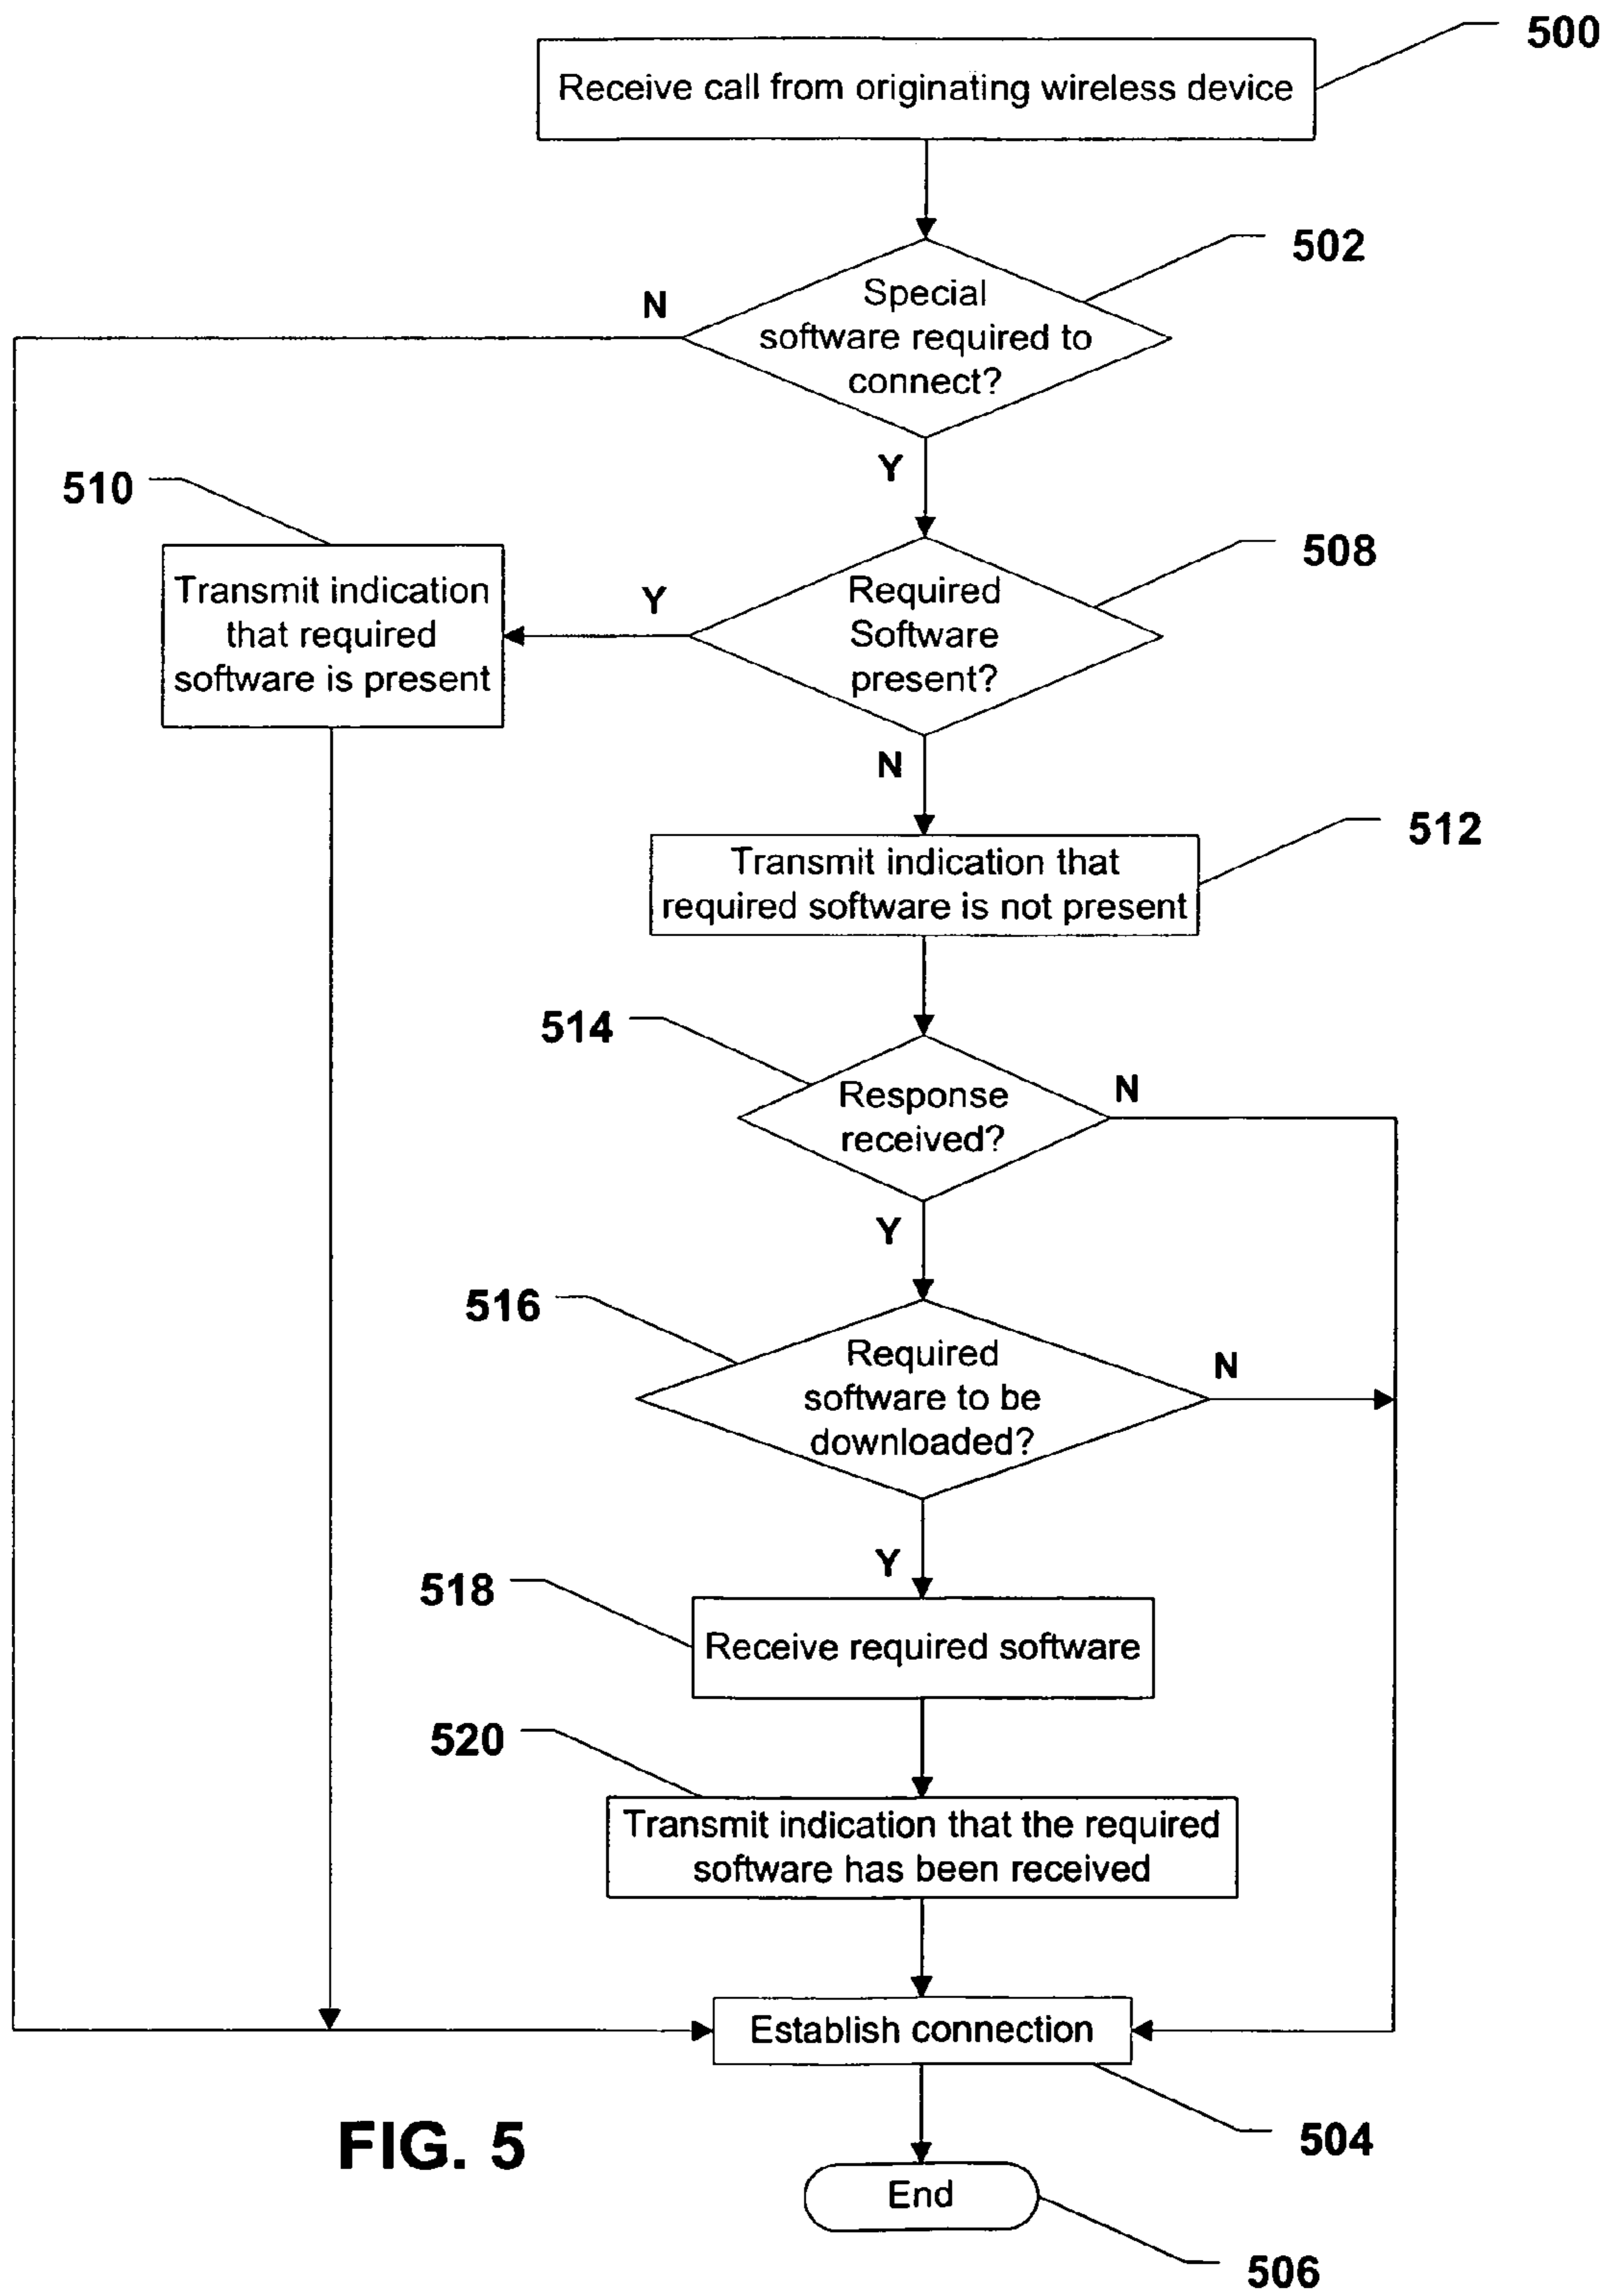 500
Receive call from originating wireless device
502
N
Special
software required to
connect?
Y
510
508
Transmit indication
that required
software is present
Y
Required
Software
present?
N
512
Transmit indication that
required software is not present
514
Response
received?
N
Y
516
Required
software to be
downloaded?
N
Y
518
Receive required software
520
Transmit indication that the required
software has been received
Establish connection
504
FIG. 5
End
506